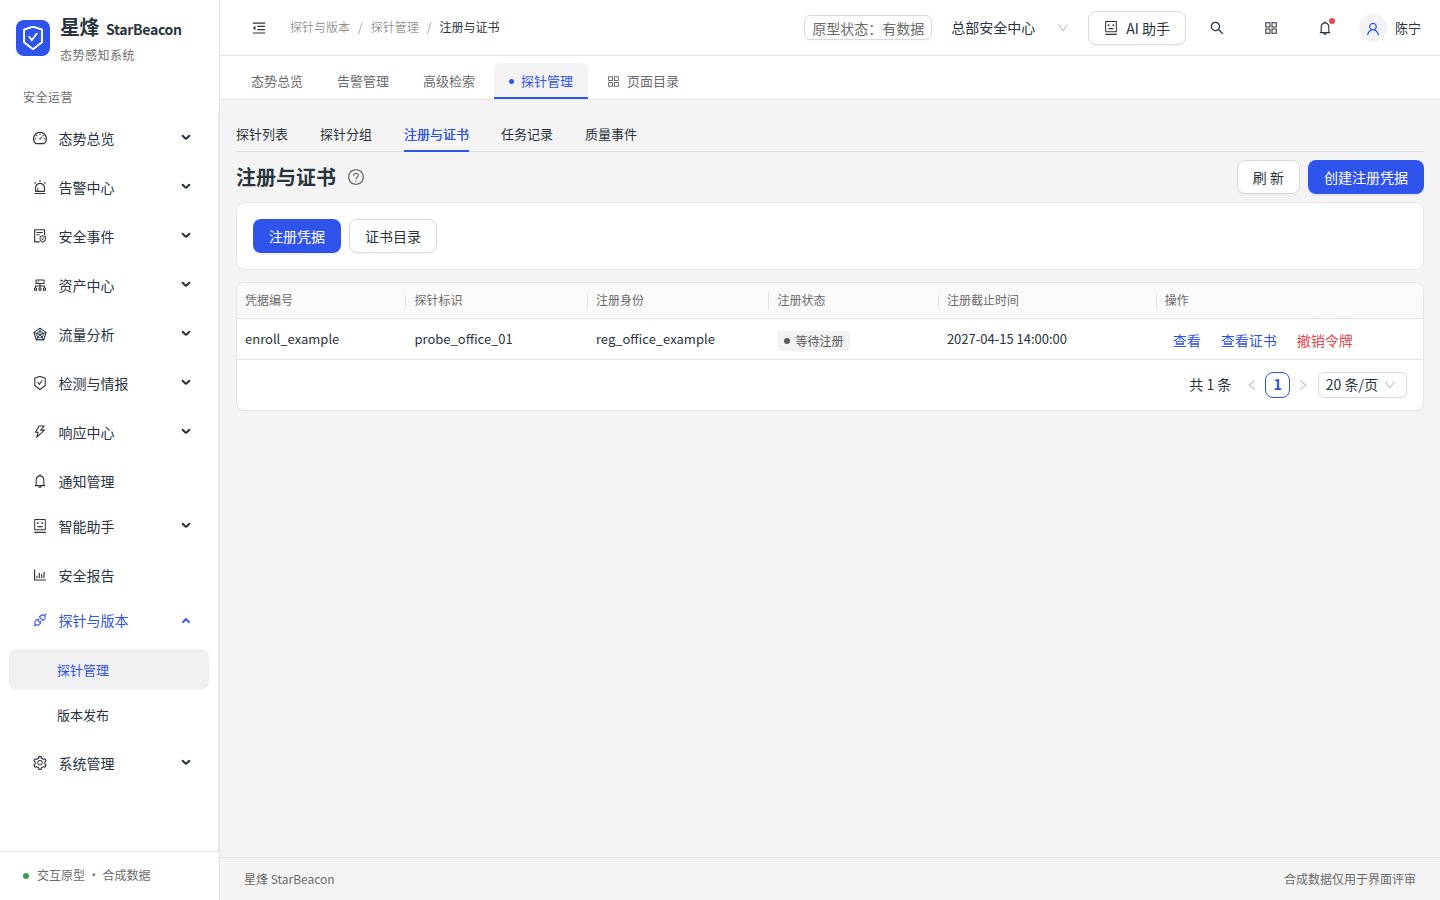 星烽 StarBeacon
态势感知系统
安全运营
态势总览
告警中心
安全事件
资产中心
流量分析
检测与情报
响应中心
通知管理
智能助手
安全报告
探针与版本
探针管理
版本发布
系统管理
交互原型 · 合成数据
探针与版本 / 探针管理 / 注册与证书
原型状态：有数据
总部安全中心
AI 助手
陈宁
态势总览 告警管理 高级检索 探针管理 页面目录
探针列表 探针分组 注册与证书 任务记录 质量事件
注册与证书
刷 新
创建注册凭据
注册凭据
证书目录
凭据编号 探针标识 注册身份 注册状态 注册截止时间 操作
enroll_example probe_office_01 reg_office_example 等待注册 2027-04-15 14:00:00 查看 查看证书 撤销令牌
共 1 条 1 20 条/页
星烽 StarBeacon
合成数据仅用于界面评审